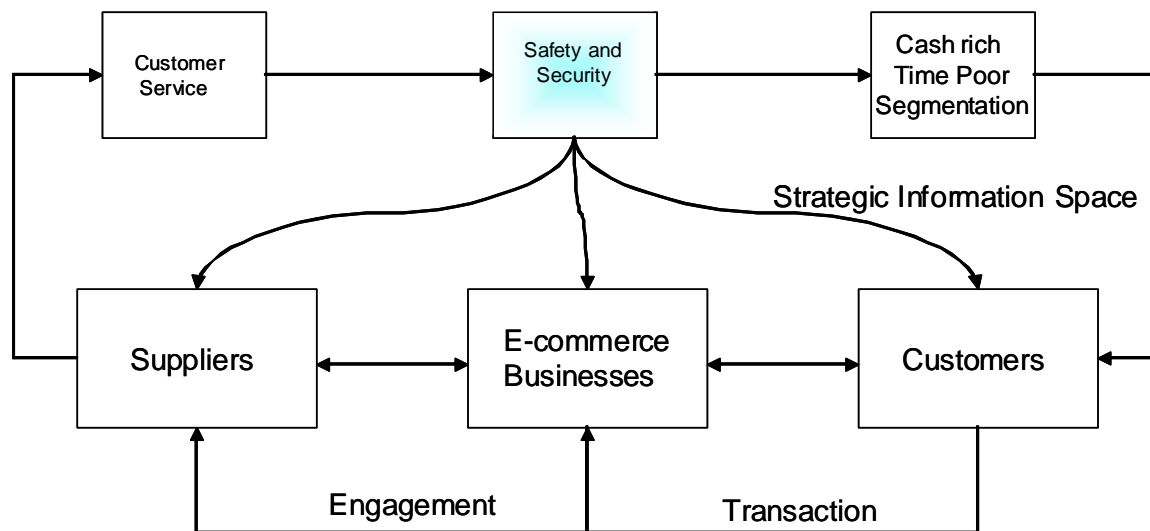 Customer
Service
Safety and
Security
Cash rich
Time Poor
Segmentation
Strategic Information Space
Suppliers
E-commerce
Businesses
Customers
Engagement
Transaction